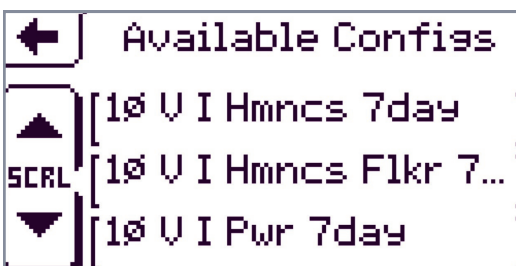 Available Configs
1Ø V I Hmncs 7day
SCRL
1Ø V I Hmncs Flkr 7...
1Ø V I Pwr 7day